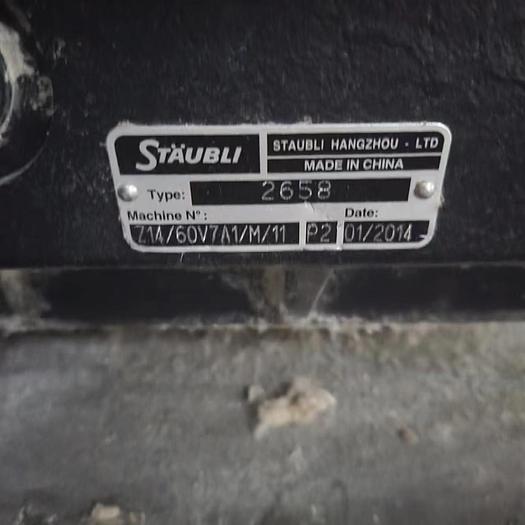 STÄUBLI
STAUBLI HANGZHOU · LTD
MADE IN CHINA
Type: 2658
Machine N°:
Date:
Z14/60V7A1/M/11 P2 01/2014